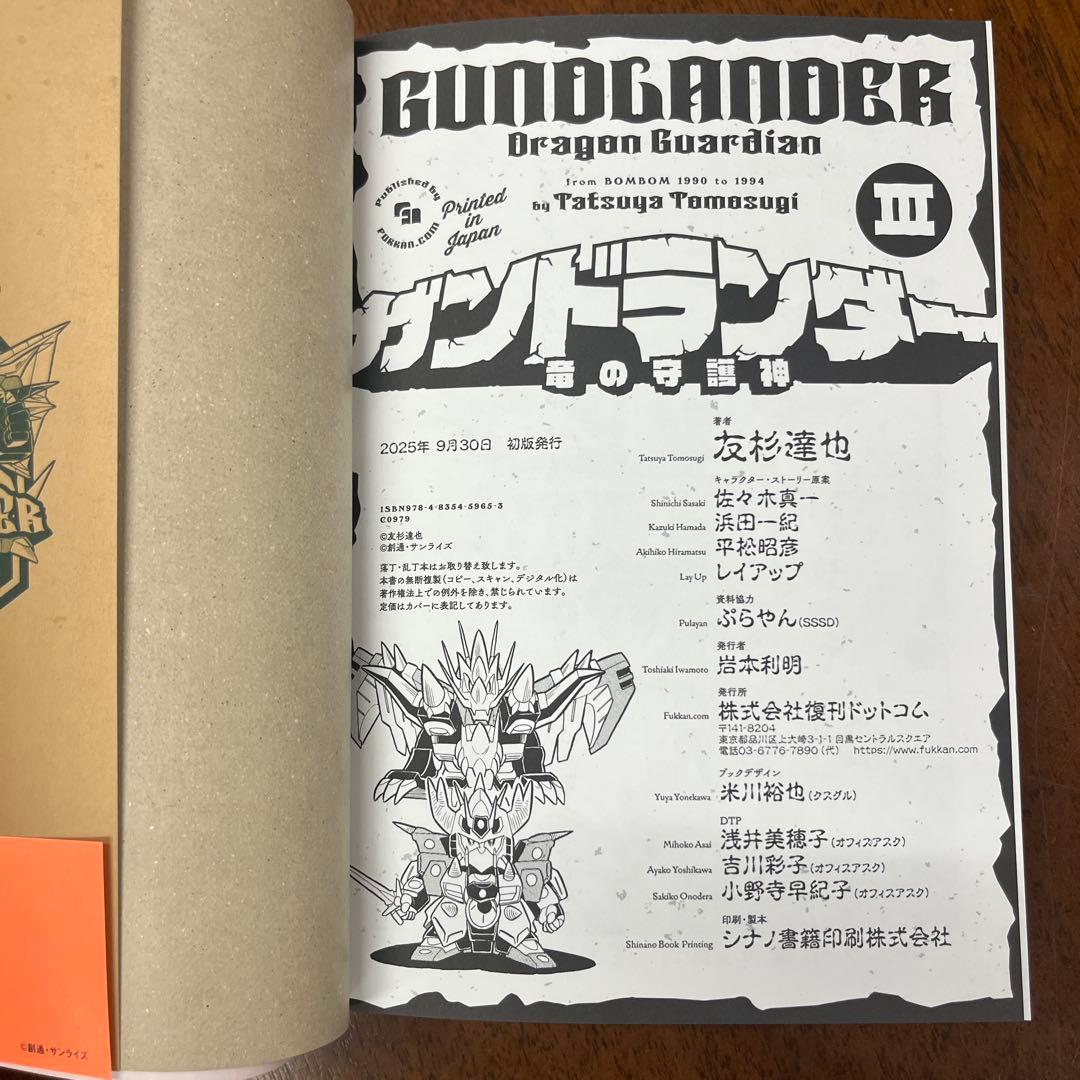 GUNDLANDER
Dragon Guardian
from BOMBOM 1990 to 1994
by Tatsuya Tomosugi
Published by
FUKKAN.COM
Printed
in
Japan
III
ガンドランダー
竜の守護神
2025年 9月30日 初版発行
ISBN978-4-8354-5965-3
C0979
©友杉達也
©創通・サンライズ
落丁・乱丁本はお取り替え致します。
本書の無断複製(コピー、スキャン、デジタル化)は
著作権法上での例外を除き、禁じられています。
定価はカバーに表記してあります。
著者
Tatsuya Tomosugi 友杉達也
キャラクター・ストーリー原案
Shinichi Sasaki 佐々木真一
Kazuki Hamada 浜田一紀
Akihiko Hiramatsu 平松昭彦
Lay Up レイアップ
資料協力
Pulayan ぷらやん(SSSD)
発行者
Toshiaki Iwamoto 岩本利明
発行所
Fukkan.com 株式会社復刊ドットコム
〒141-8204
東京都品川区上大崎3-1-1 目黒セントラルスクエア
電話03-6776-7890(代) https://www.fukkan.com
ブックデザイン
Yuya Yonekawa 米川裕也(クスグル)
DTP
Mihoko Asai 浅井美穂子(オフィスアスク)
Ayako Yoshikawa 吉川彩子(オフィスアスク)
Sakiko Onodera 小野寺早紀子(オフィスアスク)
印刷・製本
Shinano Book Printing シナノ書籍印刷株式会社
©創通・サンライズ